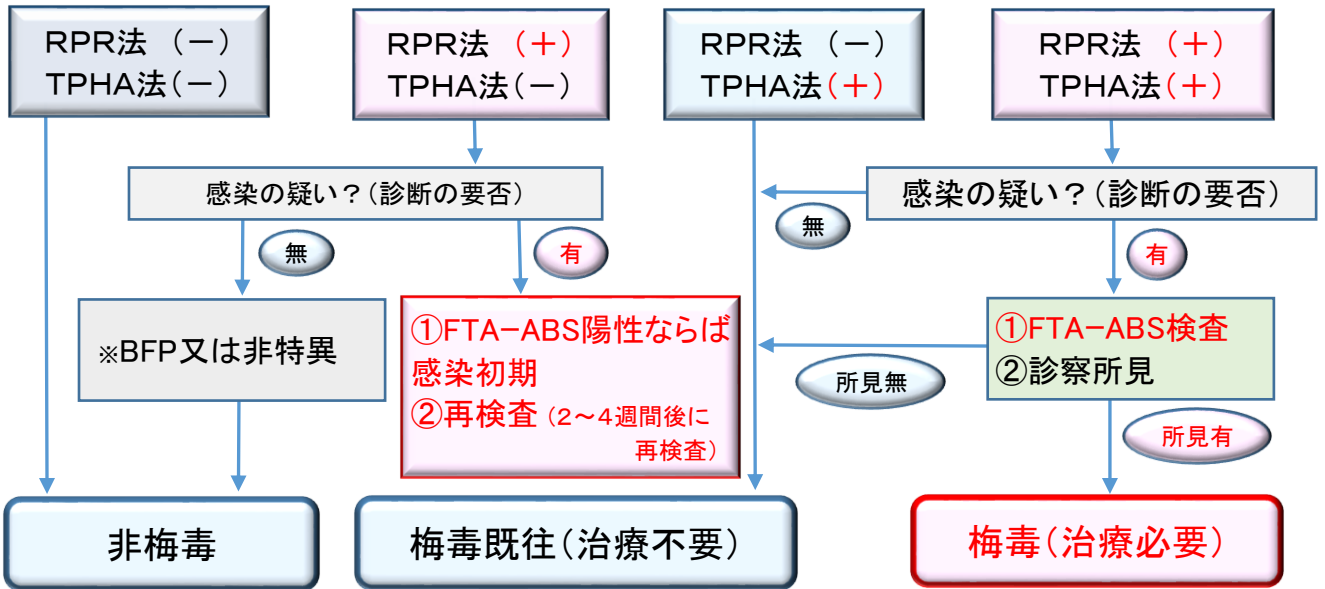 RPR法 （－）
TPHA法（－）
RPR法 （＋）
TPHA法（－）
RPR法 （－）
TPHA法（＋）
RPR法 （＋）
TPHA法（＋）
感染の疑い？（診断の要否）
感染の疑い？（診断の要否）
無
有
無
有
※BFP又は非特異
①FTA－ABS陽性ならば
感染初期
②再検査（２～４週間後に
再検査）
①FTA－ABS検査
②診察所見
所見無
所見有
非梅毒
梅毒既往（治療不要）
梅毒（治療必要）